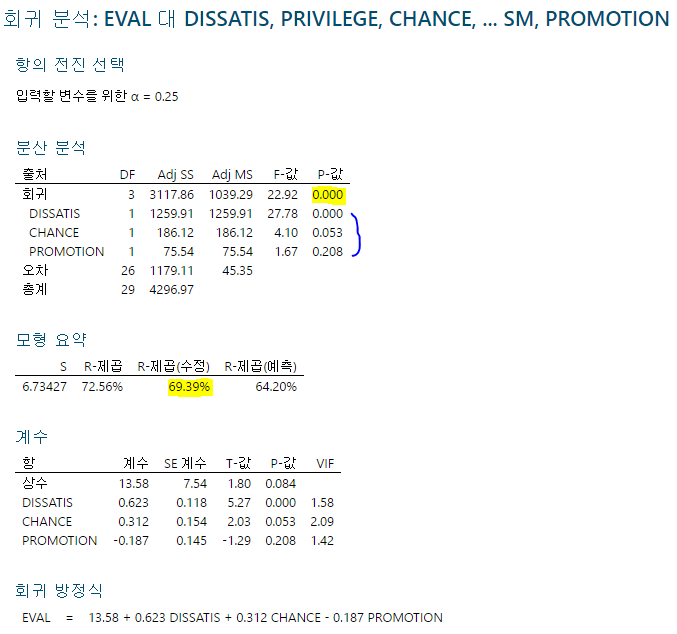 회귀 분석: EVAL 대 DISSATIS, PRIVILEGE, CHANCE, ... SM, PROMOTION
항의 전진 선택
입력할 변수를 위한 α = 0.25
분산 분석
출처 DF Adj SS Adj MS F-값 P-값
회귀 3 3117.86 1039.29 22.92 0.000
DISSATIS 1 1259.91 1259.91 27.78 0.000
CHANCE 1 186.12 186.12 4.10 0.053
PROMOTION 1 75.54 75.54 1.67 0.208
오차 26 1179.11 45.35
총계 29 4296.97
모형 요약
S R-제곱 R-제곱(수정) R-제곱(예측)
6.73427 72.56% 69.39% 64.20%
계수
항 계수 SE 계수 T-값 P-값 VIF
상수 13.58 7.54 1.80 0.084
DISSATIS 0.623 0.118 5.27 0.000 1.58
CHANCE 0.312 0.154 2.03 0.053 2.09
PROMOTION -0.187 0.145 -1.29 0.208 1.42
회귀 방정식
EVAL = 13.58 + 0.623 DISSATIS + 0.312 CHANCE - 0.187 PROMOTION